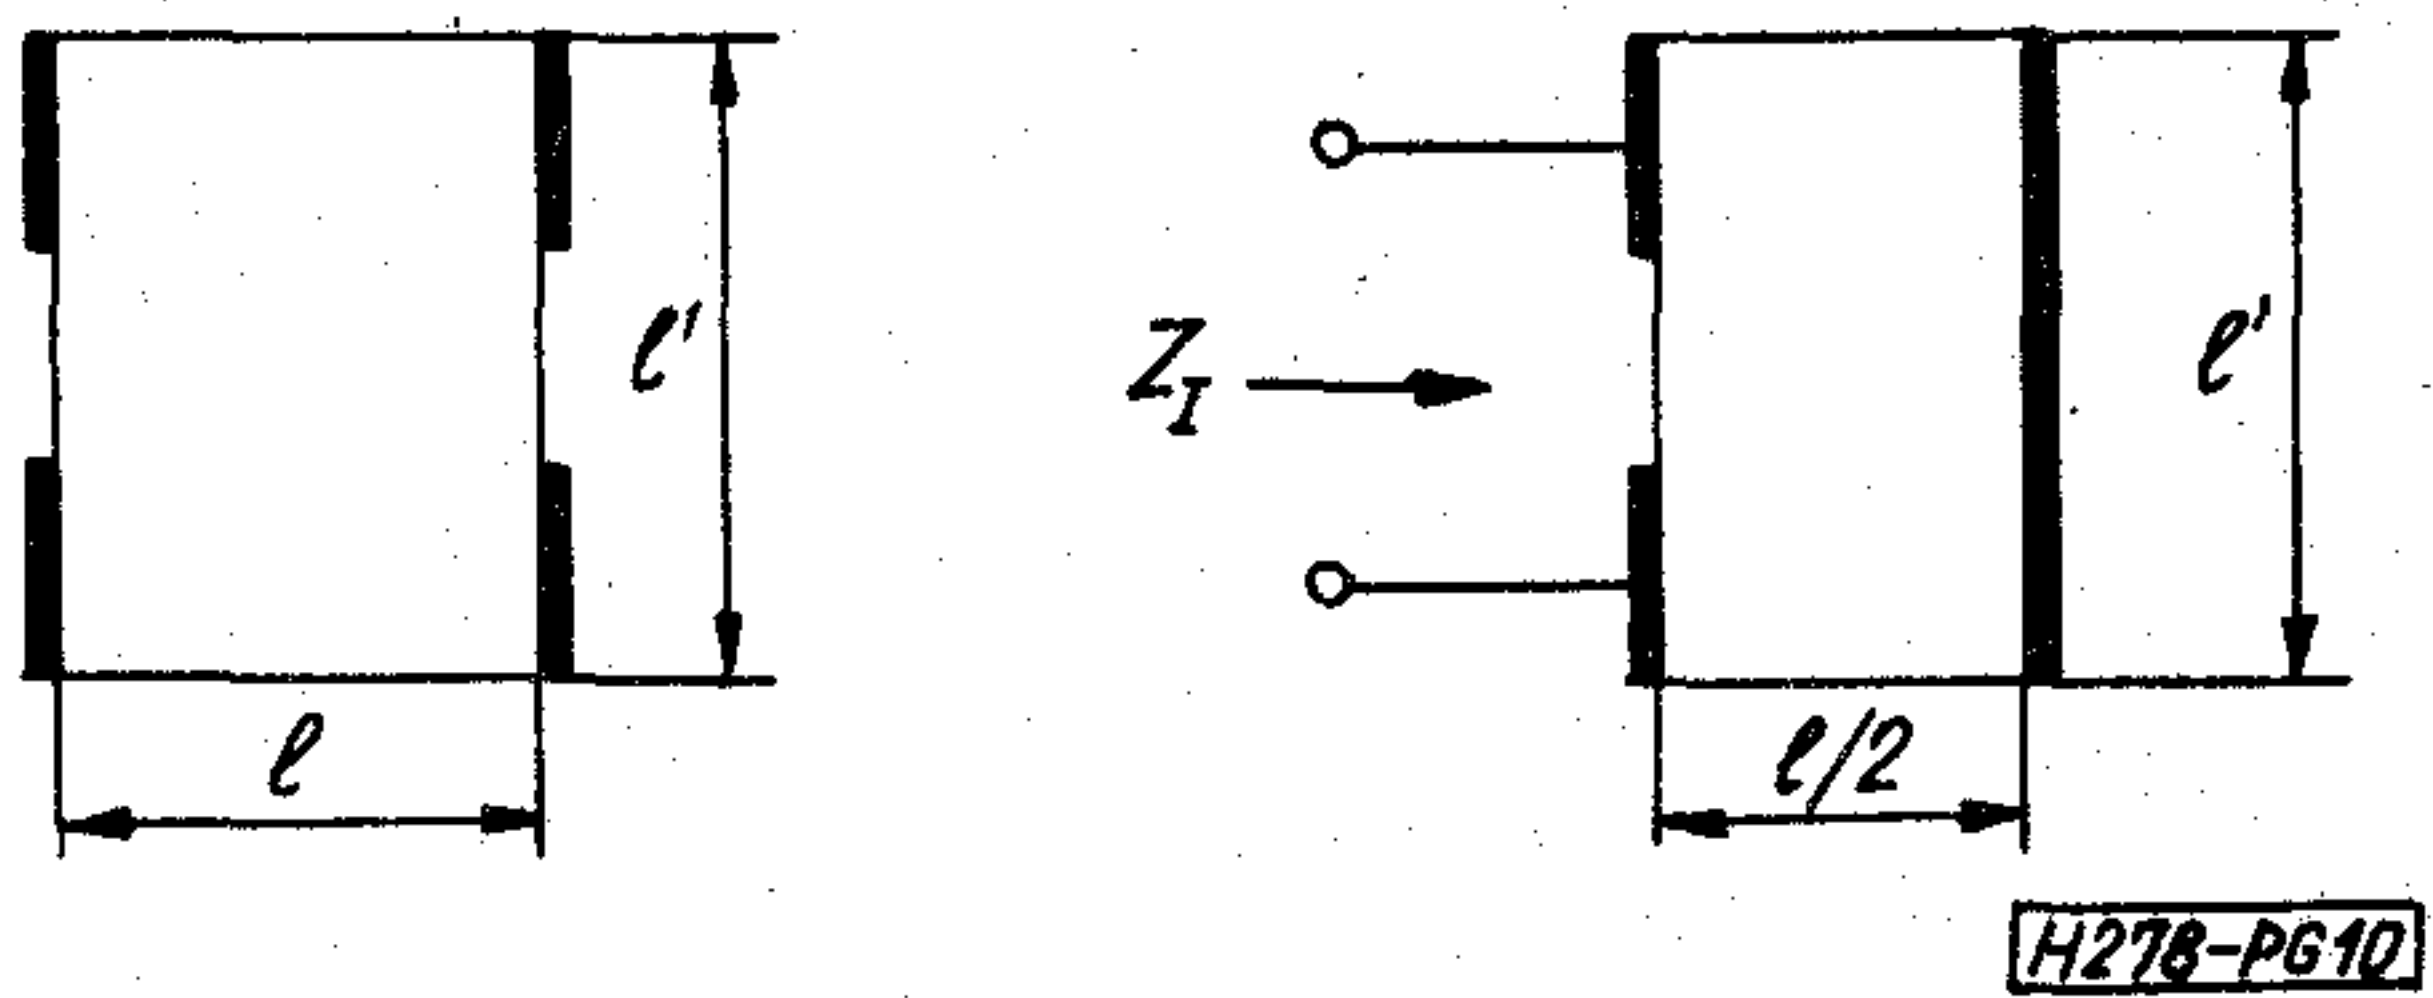 ℓ'
ℓ
Z_I
ℓ'
ℓ/2
H278-PG10